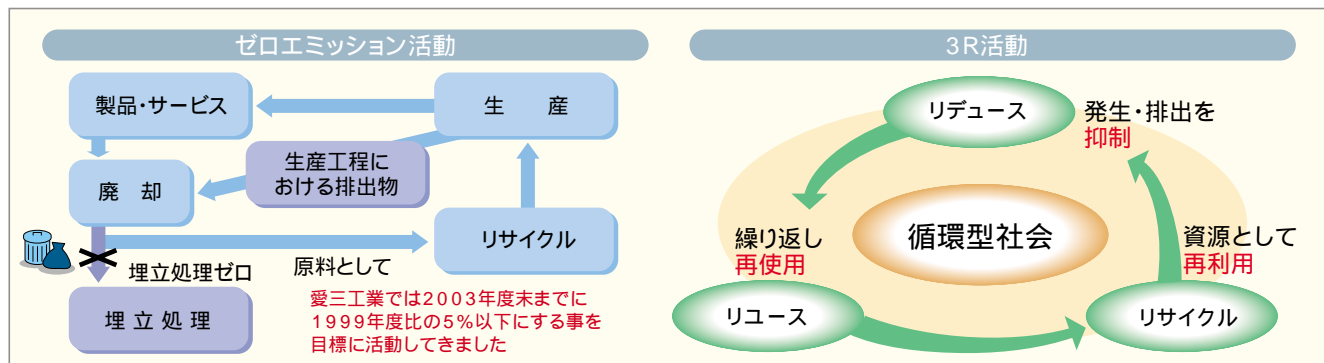 ゼロエミッション活動
製品・サービス
生 産
生産工程に
おける排出物
廃 却
リサイクル
埋立処理ゼロ
原料として
埋 立 処 理
愛三工業では2003年度末までに
1999年度比の5%以下にする事を
目標に活動してきました
3R活動
リデュース
発生・排出を
抑制
循環型社会
繰り返し
再使用
資源として
再利用
リユース
リサイクル